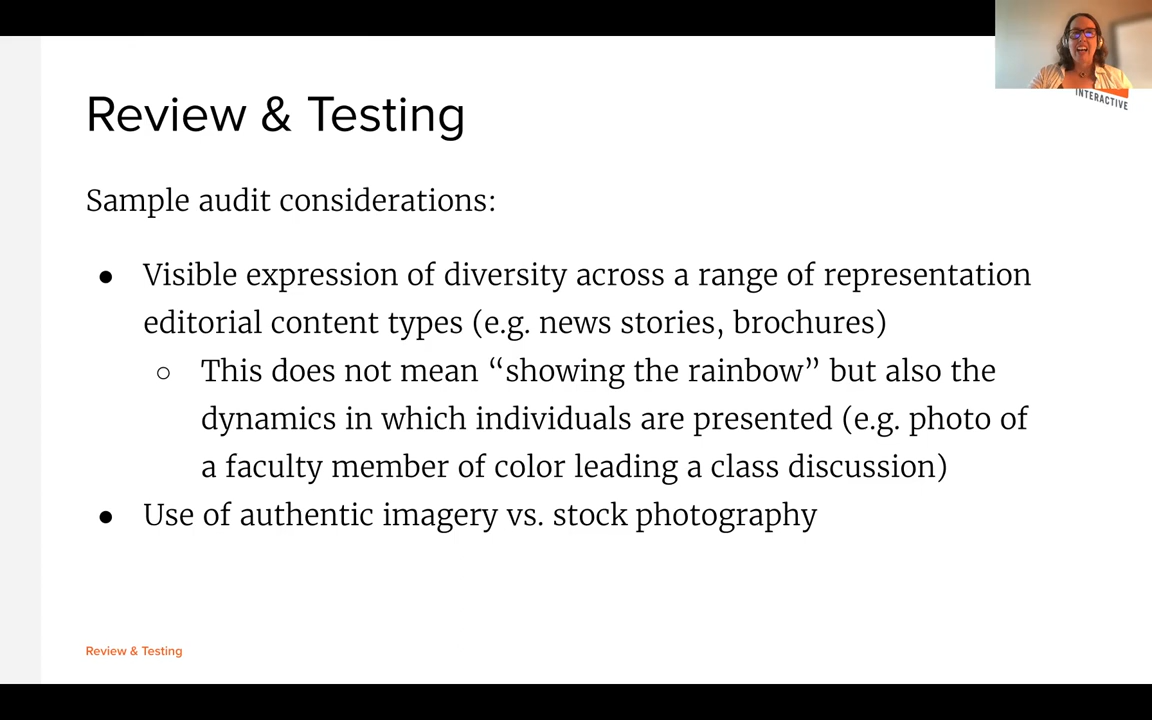 INTERACTIVE
Review & Testing
Sample audit considerations:
● Visible expression of diversity across a range of representation
editorial content types (e.g. news stories, brochures)
○ This does not mean “showing the rainbow” but also the
dynamics in which individuals are presented (e.g. photo of
a faculty member of color leading a class discussion)
● Use of authentic imagery vs. stock photography
Review & Testing